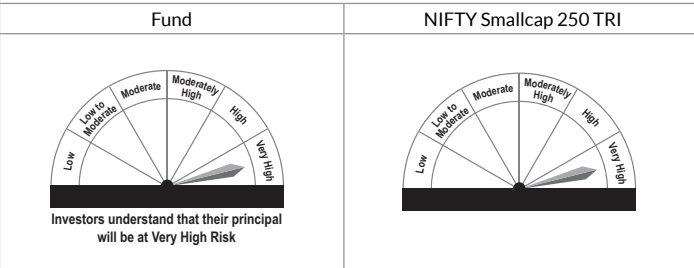 Fund
NIFTY Smallcap 250 TRI
Low
Low to
Moderate
Moderate
Moderately
High
High
Very High
Investors understand that their principal
will be at Very High Risk
Low
Low to
Moderate
Moderate
Moderately
High
High
Very High